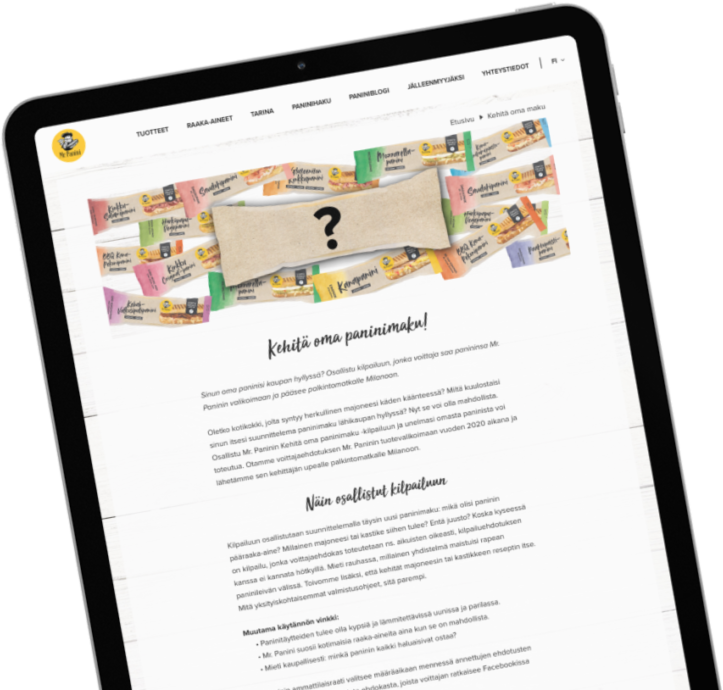 Mr. Panini
TUOTTEET RAAKA-AINEET TARINA PANINIHAKU PANINIBLOGI JÄLLEENMYYJÄKSI YHTEYSTIEDOT FI
Etusivu Kehitä oma maku
Mozzarella-panini
Kanapanini
?
Kehitä oma paninimaku!
Sinun oma paninisi kaupan hyllyssä? Osallistu kilpailuun, jonka voittaja saa paninina Mr.
Paninin valikoimaan ja pääsee palkintomatkalle Milanoon.
Oletko kotikokki, jolta syntyy herkullinen majoneesi käden käänteessä? Miltä kuulostaisi
sinun itsesi suunnittelema paninimaku lähikaupan hyllyssä? Nyt se voi olla mahdollista.
Osallistu Mr. Paninin Kehitä oma paninimaku -kilpailuun ja unelmasi omasta paninista voi
toteutua. Otamme voittajaehdotuksen Mr. Paninin tuotevalikoimaan vuoden 2020 aikana ja
lähetämme sen kehittäjän upealle palkintomatkalle Milanoon.
Näin osallistut kilpailuun
Kilpailuun osallistutaan suunnittelemalla täysin uusi paninimaku: mikä olisi paninin
pääraaka-aine? Millainen majoneesi tai kastike siihen tulee? Entä juusto? Koska kyseessä
on kilpailu, jonka voittajaehdokas toteutetaan ns. aikuisten oikeasti, kilpailuehdotuksen
kanssa ei kannata hötkyillä. Mieti rauhassa, millainen yhdistelmä maistuisi rapean
paninileivän välissä. Toivomme lisäksi, että kehität majoneesin tai kastikkeen reseptin itse.
Mitä yksityiskohtaisemmat valmistusohjeet, sitä parempi.
Muutama käytännön vinkki:
• Paninitäytteiden tulee olla kypsiä ja lämmitettävissä uunissa ja parilassa.
• Mr. Panini suosii kotimaisia raaka-aineita aina kun se on mahdollista.
• Mieti kaupallisesti: minkä paninin kaikki haluaisivat ostaa?
ammattilaisraati valitsee määräaikaan mennessä annettujen ehdotusten
ehdokasta, joista voittajan ratkaisee Facebookissa